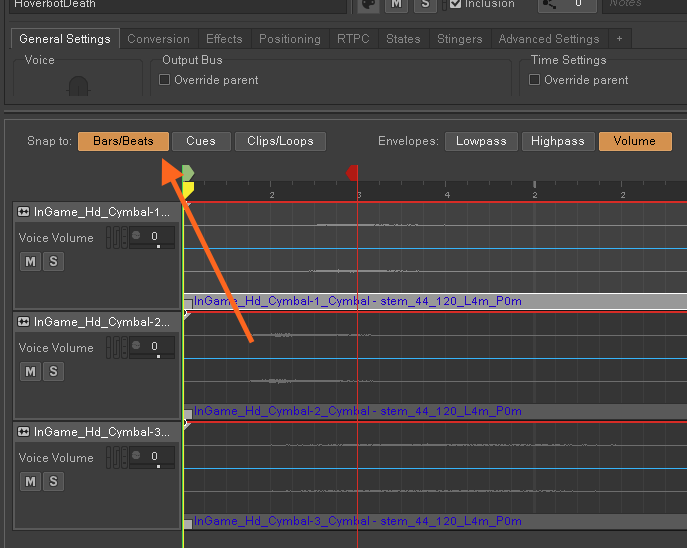 HoverbotDeath M S Inclusion 0 Notes
General Settings Conversion Effects Positioning RTPC States Stingers Advanced Settings +
Voice Output Bus Time Settings
Override parent Override parent
Snap to: Bars/Beats Cues Clips/Loops Envelopes: Lowpass Highpass Volume
2 3 4 2 2
InGame_Hd_Cymbal-1...
Voice Volume 0
M S
InGame_Hd_Cymbal-1_Cymbal - stem_44_120_L4m_P0m
InGame_Hd_Cymbal-2...
Voice Volume 0
M S
InGame_Hd_Cymbal-2_Cymbal - stem_44_120_L4m_P0m
InGame_Hd_Cymbal-3...
Voice Volume 0
M S
InGame_Hd_Cymbal-3_Cymbal - stem_44_120_L4m_P0m